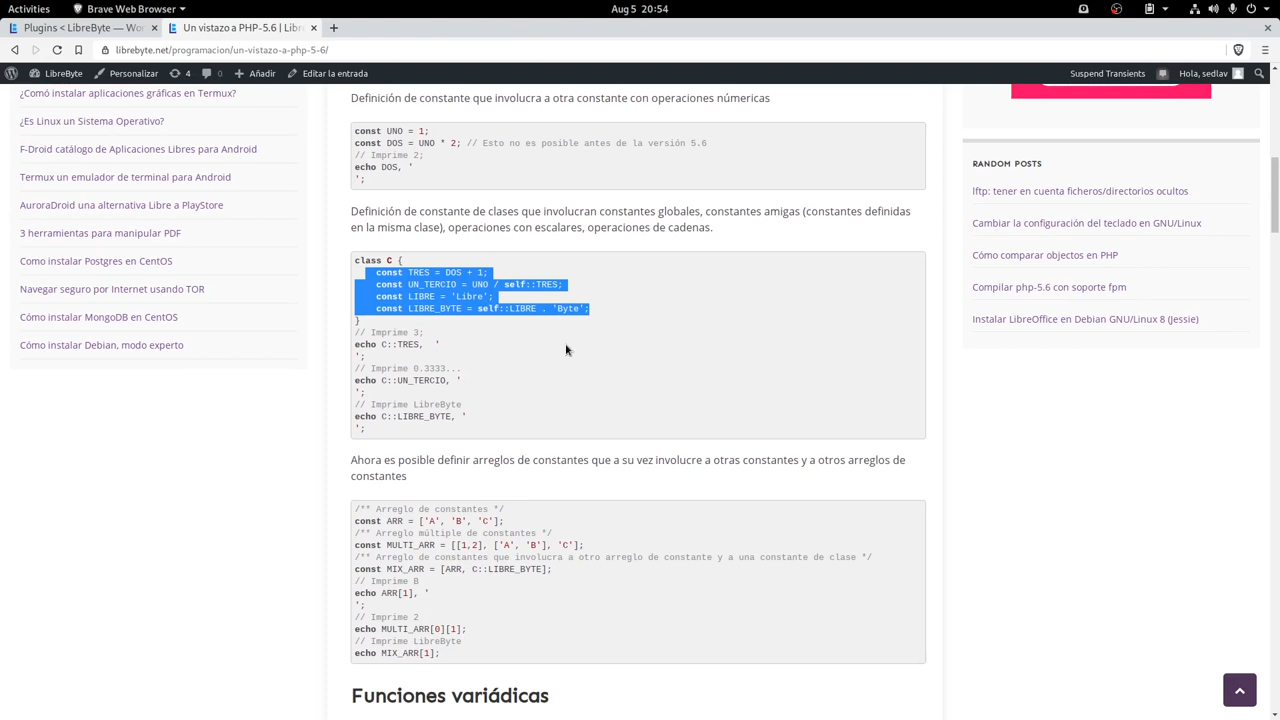 Activities
Brave Web Browser
Aug 5 20:54
Plugins < LibreByte — Wo
Un vistazo a PHP-5.6 | Libr
librebyte.net/programacion/un-vistazo-a-php-5-6/
LibreByte
Personalizar
4
0
Añadir
Editar la entrada
Suspend Transients
Hola, sedlav
¿Comó instalar aplicaciones gráficas en Termux?
¿Es Linux un Sistema Operativo?
F-Droid catálogo de Aplicaciones Libres para Android
Termux un emulador de terminal para Android
AuroraDroid una alternativa Libre a PlayStore
3 herramientas para manipular PDF
Como instalar Postgres en CentOS
Navegar seguro por Internet usando TOR
Cómo instalar MongoDB en CentOS
Cómo instalar Debian, modo experto
Definición de constante que involucra a otra constante con operaciones númericas
const UNO = 1;
const DOS = UNO * 2; // Esto no es posible antes de la versión 5.6
// Imprime 2;
echo DOS, '
';
Definición de constante de clases que involucran constantes globales, constantes amigas (constantes definidas
en la misma clase), operaciones con escalares, operaciones de cadenas.
class C {
const TRES = DOS + 1;
const UN_TERCIO = UNO / self::TRES;
const LIBRE = 'Libre';
const LIBRE_BYTE = self::LIBRE . 'Byte';
}
// Imprime 3;
echo C::TRES,  '
';
// Imprime 0.3333...
echo C::UN_TERCIO, '
';
// Imprime LibreByte
echo C::LIBRE_BYTE, '
';
Ahora es posible definir arreglos de constantes que a su vez involucre a otras constantes y a otros arreglos de
constantes
/** Arreglo de constantes */
const ARR = ['A', 'B', 'C'];
/** Arreglo múltiple de constantes */
const MULTI_ARR = [[1,2], ['A', 'B'], 'C'];
/** Arreglo de constantes que involucra a otro arreglo de constante y a una constante de clase */
const MIX_ARR = [ARR, C::LIBRE_BYTE];
// Imprime B
echo ARR[1], '
';
// Imprime 2
echo MULTI_ARR[0][1];
// Imprime LibreByte
echo MIX_ARR[1];
Funciones variádicas
RANDOM POSTS
lftp: tener en cuenta ficheros/directorios ocultos
Cambiar la configuración del teclado en GNU/Linux
Cómo comparar objectos en PHP
Compilar php-5.6 con soporte fpm
Instalar LibreOffice en Debian GNU/Linux 8 (Jessie)